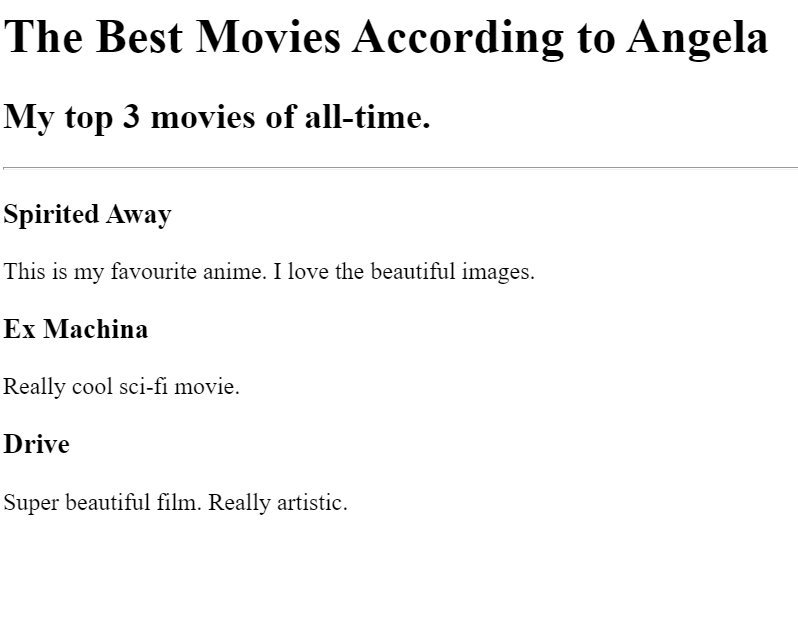 The Best Movies According to Angela
My top 3 movies of all-time.
Spirited Away
This is my favourite anime. I love the beautiful images.
Ex Machina
Really cool sci-fi movie.
Drive
Super beautiful film. Really artistic.